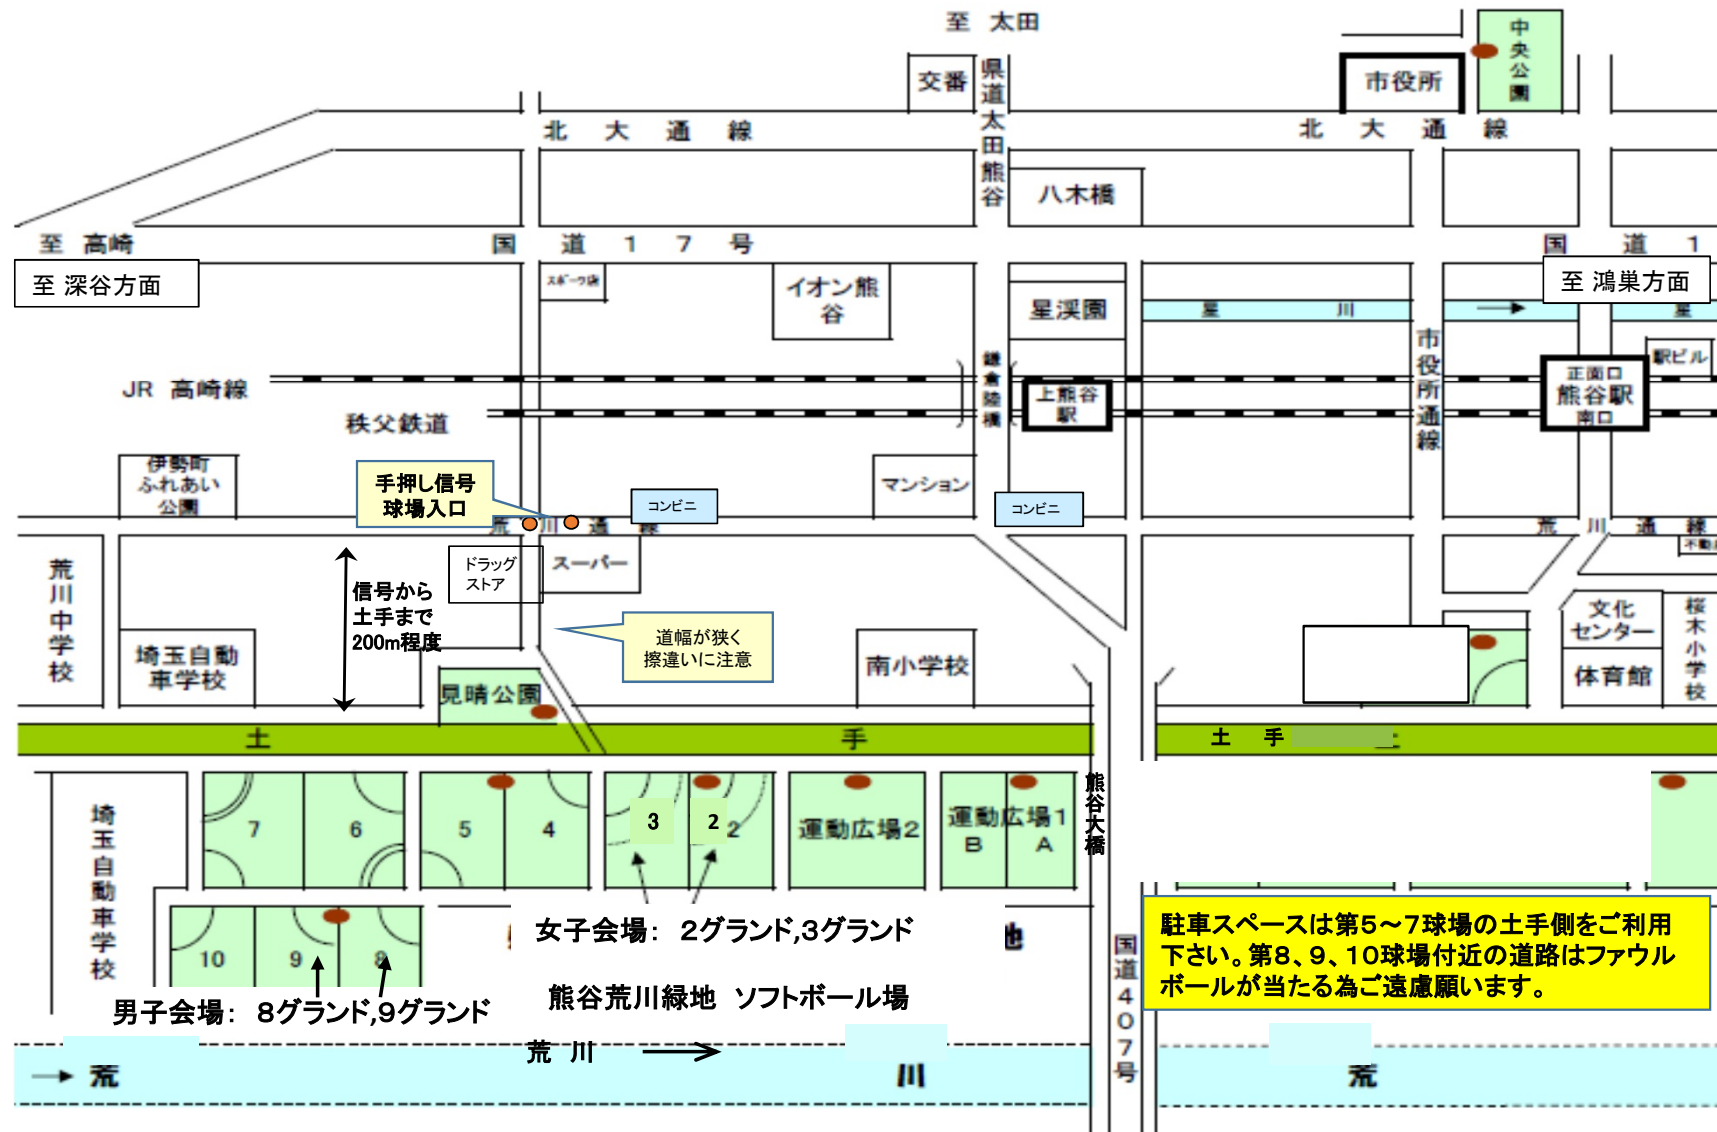 至 太田
中央公園
交番
県道太田熊谷
市役所
北大通線
北大通線
八木橋
至 高崎
国道17号
国道1
至 深谷方面
スポーツ店
イオン熊
谷
星渓園
至 鴻巣方面
星川
星
市役所通線
駅ビル
JR 高崎線
鎌倉陸橋
上熊谷
駅
正面口
熊谷駅
南口
秩父鉄道
伊勢町
ふれあい
公園
手押し信号
球場入口
コンビニ
マンション
コンビニ
荒川通線
荒川通線
荒川中学校
信号から
土手まで
200m程度
ドラッグ
ストア
スーパー
道幅が狭く
擦違いに注意
埼玉自動
車学校
見晴公園
南小学校
文化
センター
体育館
桜木小学校
土手
土 手
埼玉自動車学校
7
6
5
4
3
2
2
運動広場2
運動広場1
B
A
熊谷大橋
10
9
8
女子会場： 2グランド,3グランド
地
熊谷荒川緑地 ソフトボール場
男子会場： 8グランド,9グランド
国道407号
駐車スペースは第5～7球場の土手側をご利用
下さい。第8、9、10球場付近の道路はファウル
ボールが当たる為ご遠慮願います。
荒 川
荒
川
荒